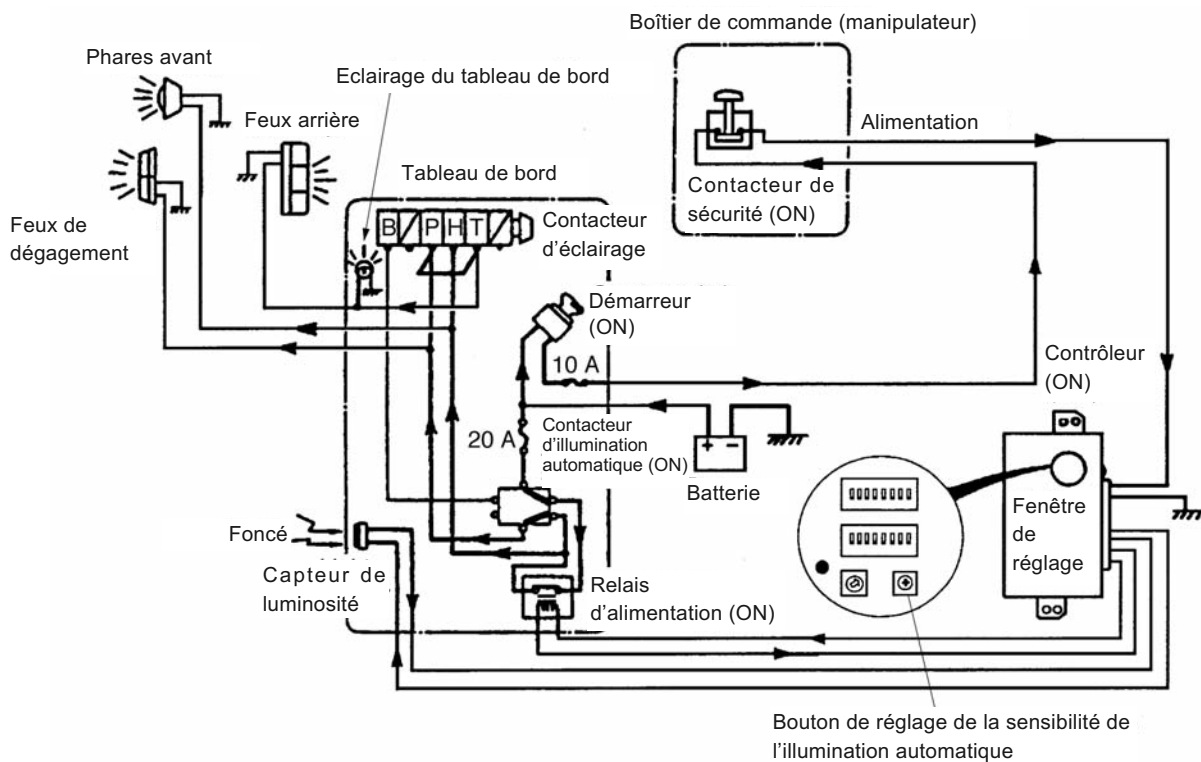 Boîtier de commande (manipulateur)
Phares avant
Eclairage du tableau de bord
Feux arrière
Alimentation
Tableau de bord
Contacteur de
sécurité (ON)
Feux de
dégagement
B P H T
Contacteur
d'éclairage
Démarreur
(ON)
10 A
Contrôleur
(ON)
20 A
Contacteur
d'illumination
automatique (ON)
+ −
Batterie
Fenêtre
de
réglage
Foncé
Capteur de
luminosité
Relais
d'alimentation (ON)
Bouton de réglage de la sensibilité de
l'illumination automatique